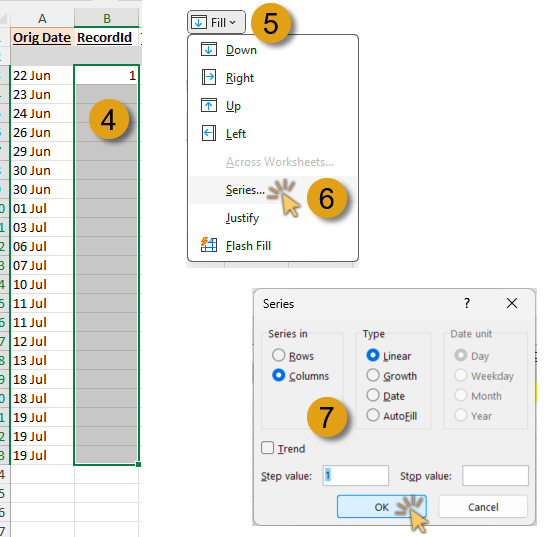 A B
Orig Date RecordId
22 Jun 1
23 Jun
24 Jun
26 Jun
29 Jun
30 Jun
30 Jun
01 Jul
03 Jul
06 Jul
07 Jul
10 Jul
11 Jul
11 Jul
12 Jul
13 Jul
18 Jul
18 Jul
19 Jul
19 Jul
19 Jul
4
Fill
5
Down
Right
Up
Left
Across Worksheets...
Series...
6
Justify
Flash Fill
Series ?
Series in
Rows
Columns
Type
Linear
Growth
Date
AutoFill
Date unit
Day
Weekday
Month
Year
7
Trend
Step value: 1 Stop value:
OK Cancel